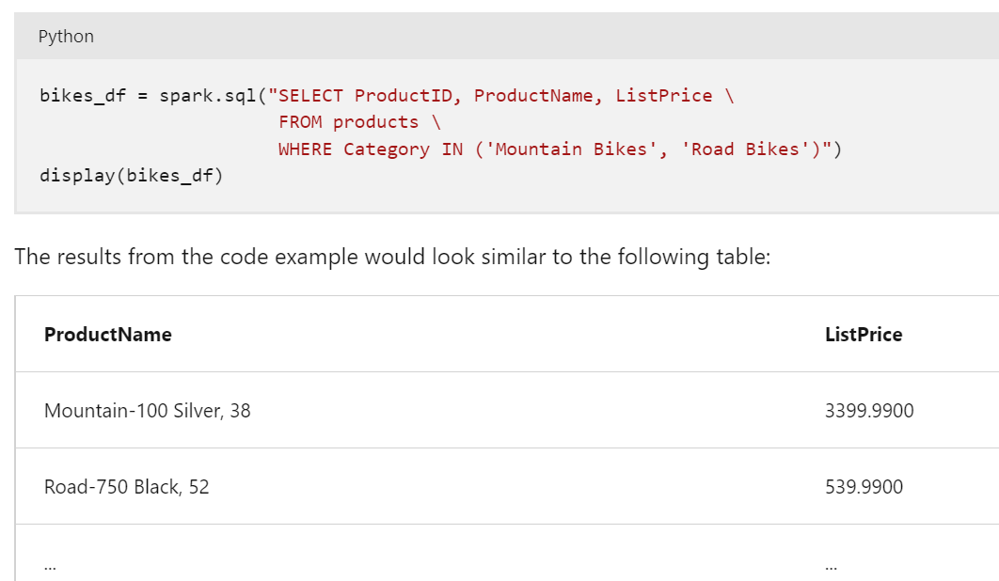 Python
bikes_df = spark.sql("SELECT ProductID, ProductName, ListPrice \
                      FROM products \
                      WHERE Category IN ('Mountain Bikes', 'Road Bikes')")
display(bikes_df)
The results from the code example would look similar to the following table:
ProductName ListPrice
Mountain-100 Silver, 38 3399.9900
Road-750 Black, 52 539.9900
... ...